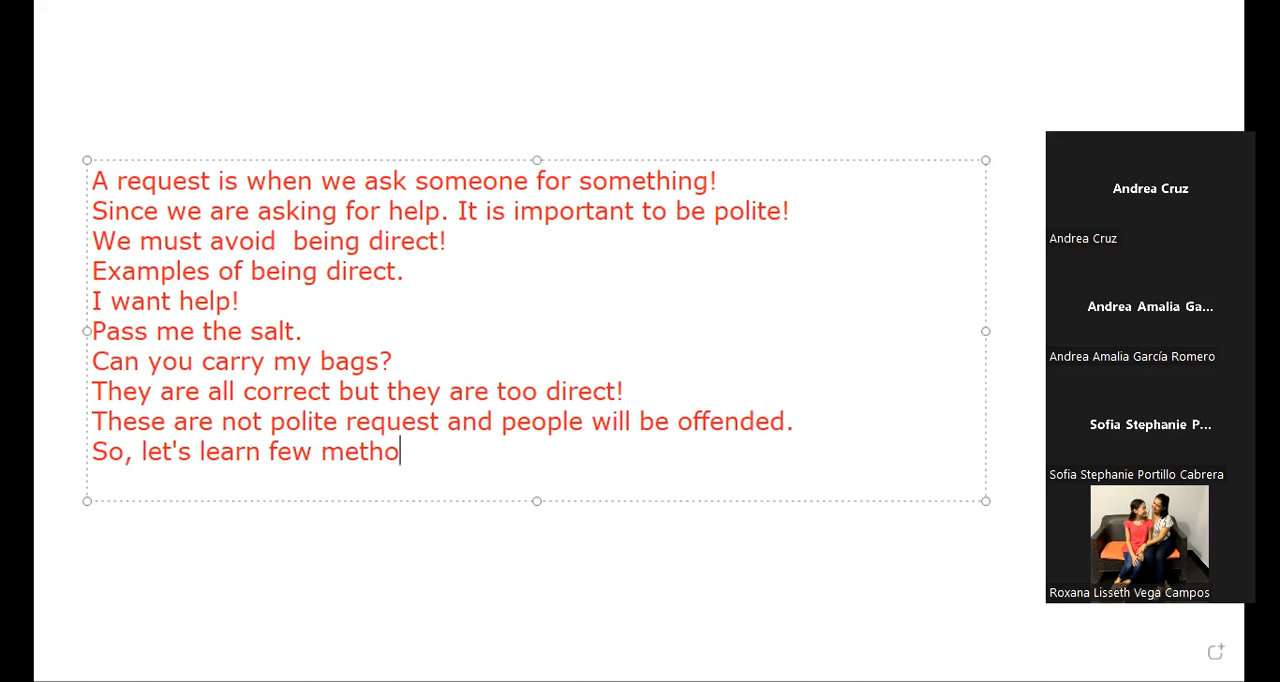 A request is when we ask someone for something!
Since we are asking for help. It is important to be polite!
We must avoid  being direct!
Examples of being direct.
I want help!
Pass me the salt.
Can you carry my bags?
They are all correct but they are too direct!
These are not polite request and people will be offended.
So, let's learn few metho
Andrea Cruz
Andrea Cruz
Andrea Amalia Ga...
Andrea Amalia García Romero
Sofia Stephanie P...
Sofia Stephanie Portillo Cabrera
Roxana Lisseth Vega Campos